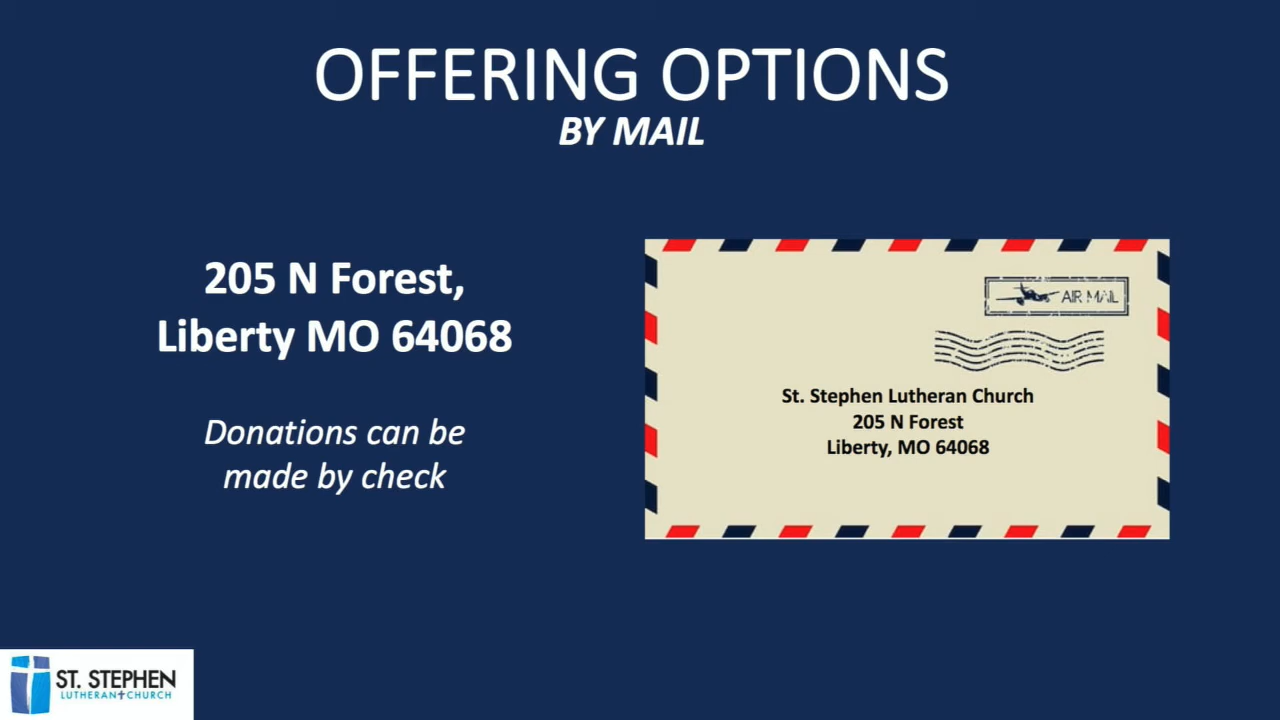 OFFERING OPTIONS
BY MAIL
205 N Forest,
Liberty MO 64068
Donations can be
made by check
AIR MAIL
St. Stephen Lutheran Church
205 N Forest
Liberty, MO 64068
ST. STEPHEN
LUTHERAN CHURCH